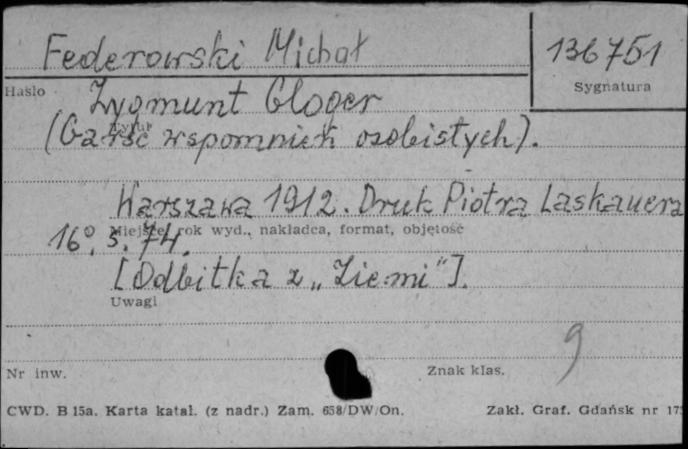 Federowski Michał
136751
Hasło
Sygnatura
Zygmunt Gloger
Tytuł
(Garść wspomnień osobistych).
Warszawa 1912. Druk Piotra Laskauera
Miejsce, rok wyd., nakładca, format, objętość
16°, s. 74.
[Odbitka z „Ziemi"].
Uwagi
9
Nr inw.
Znak klas.
CWD. B 15a. Karta katal. (z nadr.) Zam. 658/DW/On.
Zakł. Graf. Gdańsk nr 17